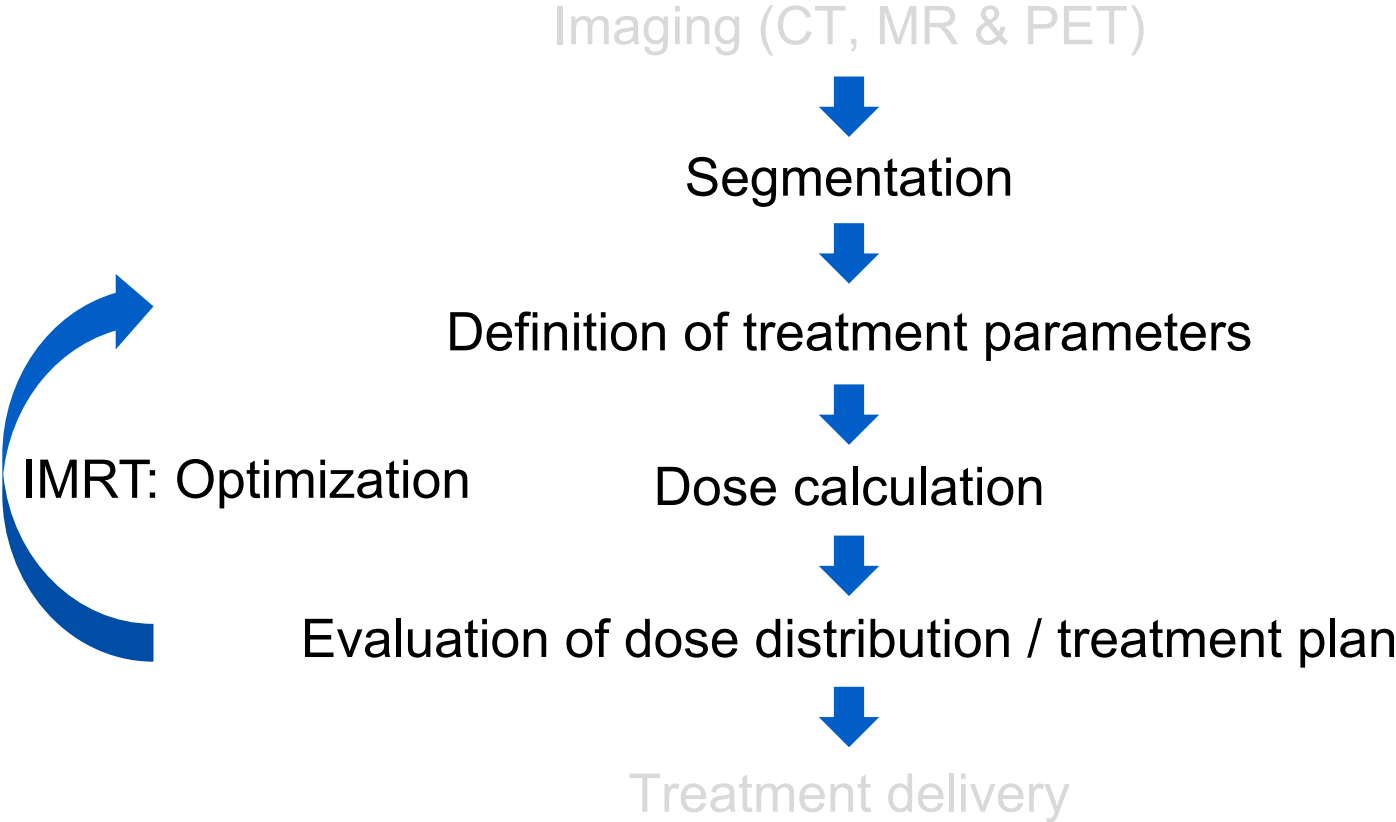 Imaging (CT, MR & PET)
Segmentation
Definition of treatment parameters
IMRT: Optimization
Dose calculation
Evaluation of dose distribution / treatment plan
Treatment delivery